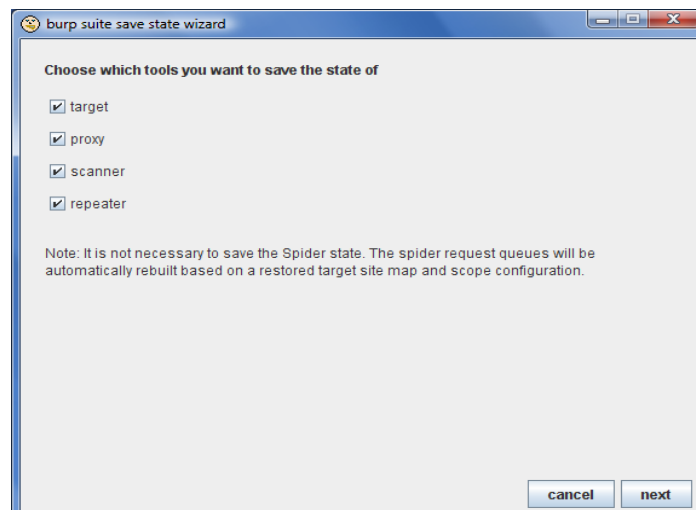 burp suite save state wizard
Choose which tools you want to save the state of
target
proxy
scanner
repeater
Note: It is not necessary to save the Spider state. The spider request queues will be
automatically rebuilt based on a restored target site map and scope configuration.
cancel next